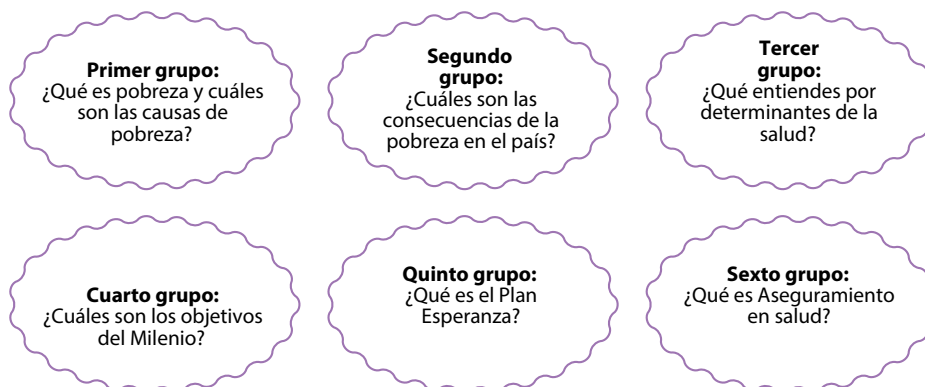 Primer grupo:
¿Qué es pobreza y cuáles
son las causas de
pobreza?
Segundo
grupo:
¿Cuáles son las
consecuencias de la
pobreza en el país?
Tercer
grupo:
¿Qué entiendes por
determinantes de la
salud?
Cuarto grupo:
¿Cuáles son los objetivos
del Milenio?
Quinto grupo:
¿Qué es el Plan
Esperanza?
Sexto grupo:
¿Qué es Aseguramiento
en salud?